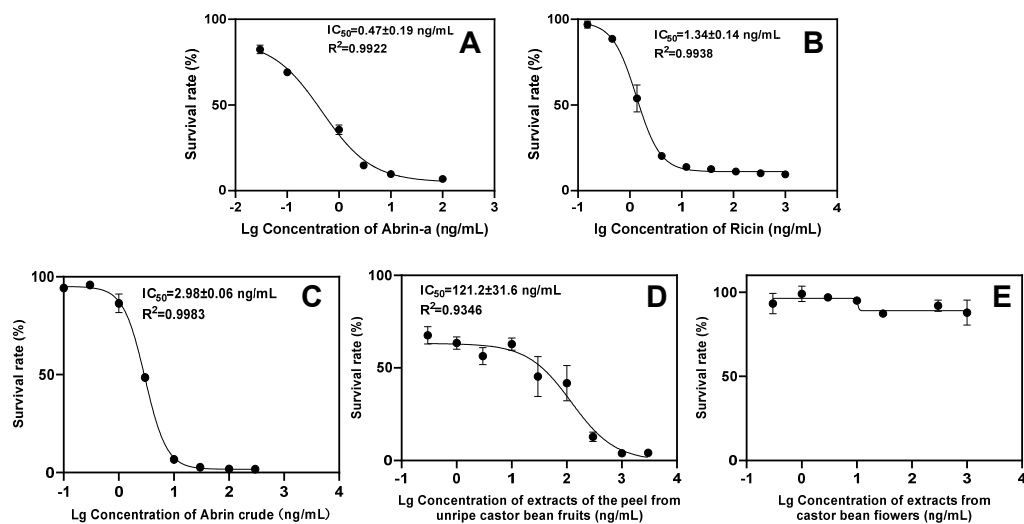 A
IC50=0.47±0.19 ng/mL
R2=0.9922
100
50
0
Survival rate (%)
-2 -1 0 1 2 3
Lg Concentration of Abrin-a (ng/mL)
B
IC50=1.34±0.14 ng/mL
R2=0.9938
100
50
0
Survival rate (%)
-1 0 1 2 3 4
lg Concentration of Ricin (ng/mL)
C
IC50=2.98±0.06 ng/mL
R2=0.9983
100
50
0
Survival rate (%)
-1 0 1 2 3 4
Lg Concentration of Abrin crude (ng/mL)
D
IC50=121.2±31.6 ng/mL
R2=0.9346
100
50
0
Survival rate (%)
-1 0 1 2 3 4
Lg Concentration of extracts of the peel from
unripe castor bean fruits (ng/mL)
E
100
50
0
Survival rate (%)
-1 0 1 2 3 4
Lg Concentration of extracts from
castor bean fiowers (ng/mL)